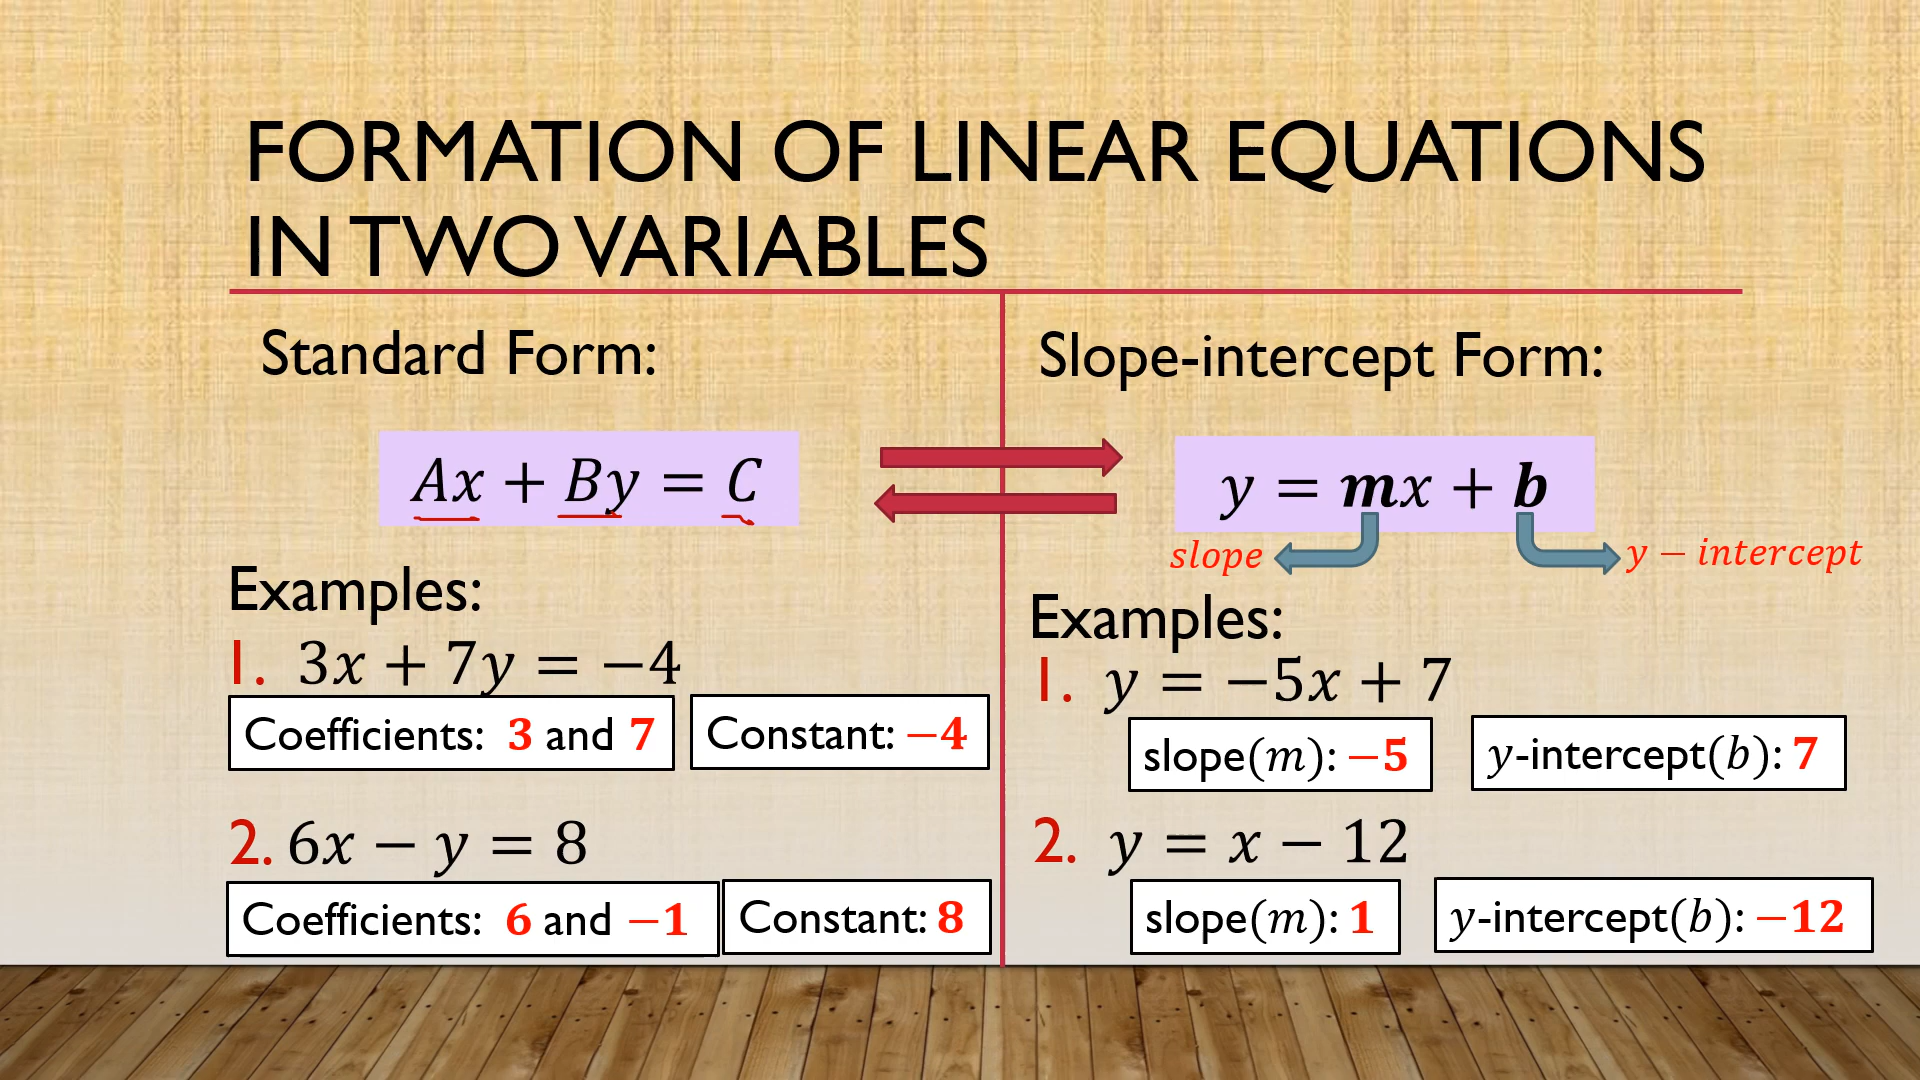 FORMATION OF LINEAR EQUATIONS
IN TWO VARIABLES
Standard Form:
Ax + By = C
Examples:
1. 3x + 7y = −4
Coefficients: 3 and 7
Constant: −4
2. 6x − y = 8
Coefficients: 6 and −1
Constant: 8
Slope-intercept Form:
y = mx + b
slope
y − intercept
Examples:
1. y = −5x + 7
slope(m): −5
y-intercept(b): 7
2. y = x − 12
slope(m): 1
y-intercept(b): −12